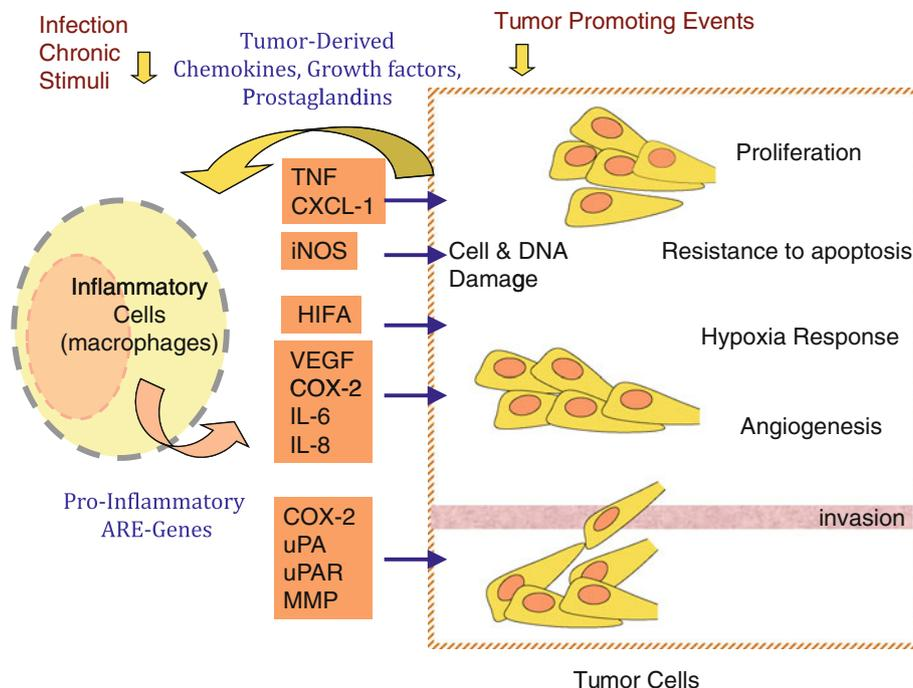 Infection
Chronic
Stimuli
Tumor-Derived
Chemokines, Growth factors,
Prostaglandins
Tumor Promoting Events
TNF
CXCL-1
iNOS
HIFA
VEGF
COX-2
IL-6
IL-8
COX-2
uPA
uPAR
MMP
Inflammatory
Cells
(macrophages)
Pro-Inflammatory
ARE-Genes
Proliferation
Cell & DNA
Damage
Resistance to apoptosis
Hypoxia Response
Angiogenesis
invasion
Tumor Cells